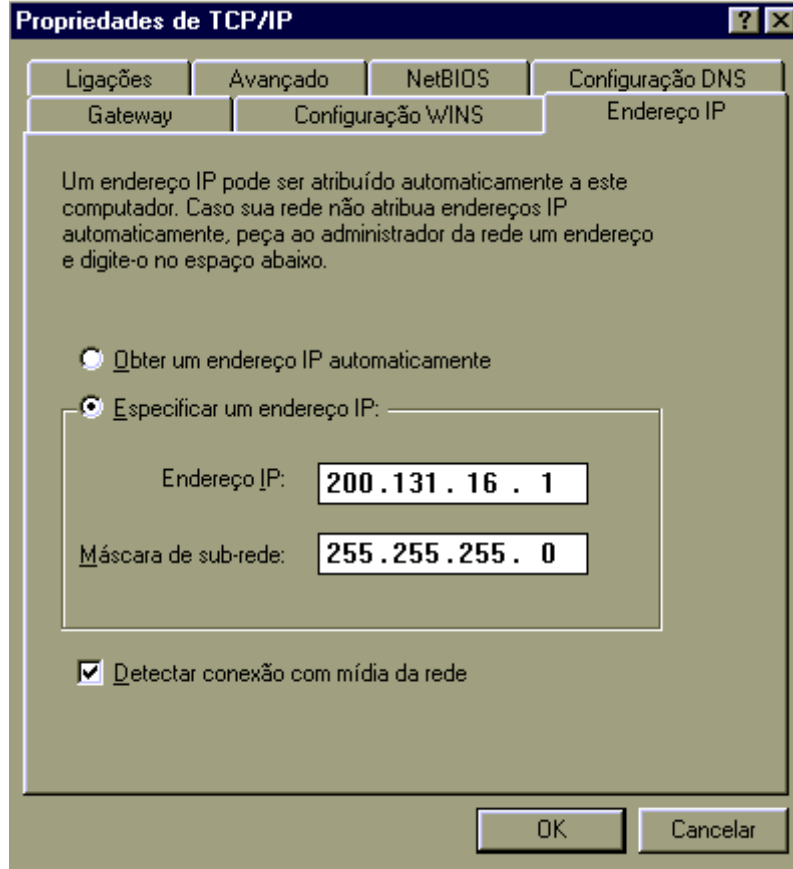 Propriedades de TCP/IP
Ligações Avançado NetBIOS Configuração DNS
Gateway Configuração WINS Endereço IP
Um endereço IP pode ser atribuído automaticamente a este
computador. Caso sua rede não atribua endereços IP
automaticamente, peça ao administrador da rede um endereço
e digite-o no espaço abaixo.
Obter um endereço IP automaticamente
Especificar um endereço IP:
Endereço IP: 200.131. 16 . 1
Máscara de sub-rede: 255.255.255. 0
Detectar conexão com mídia da rede
OK Cancelar